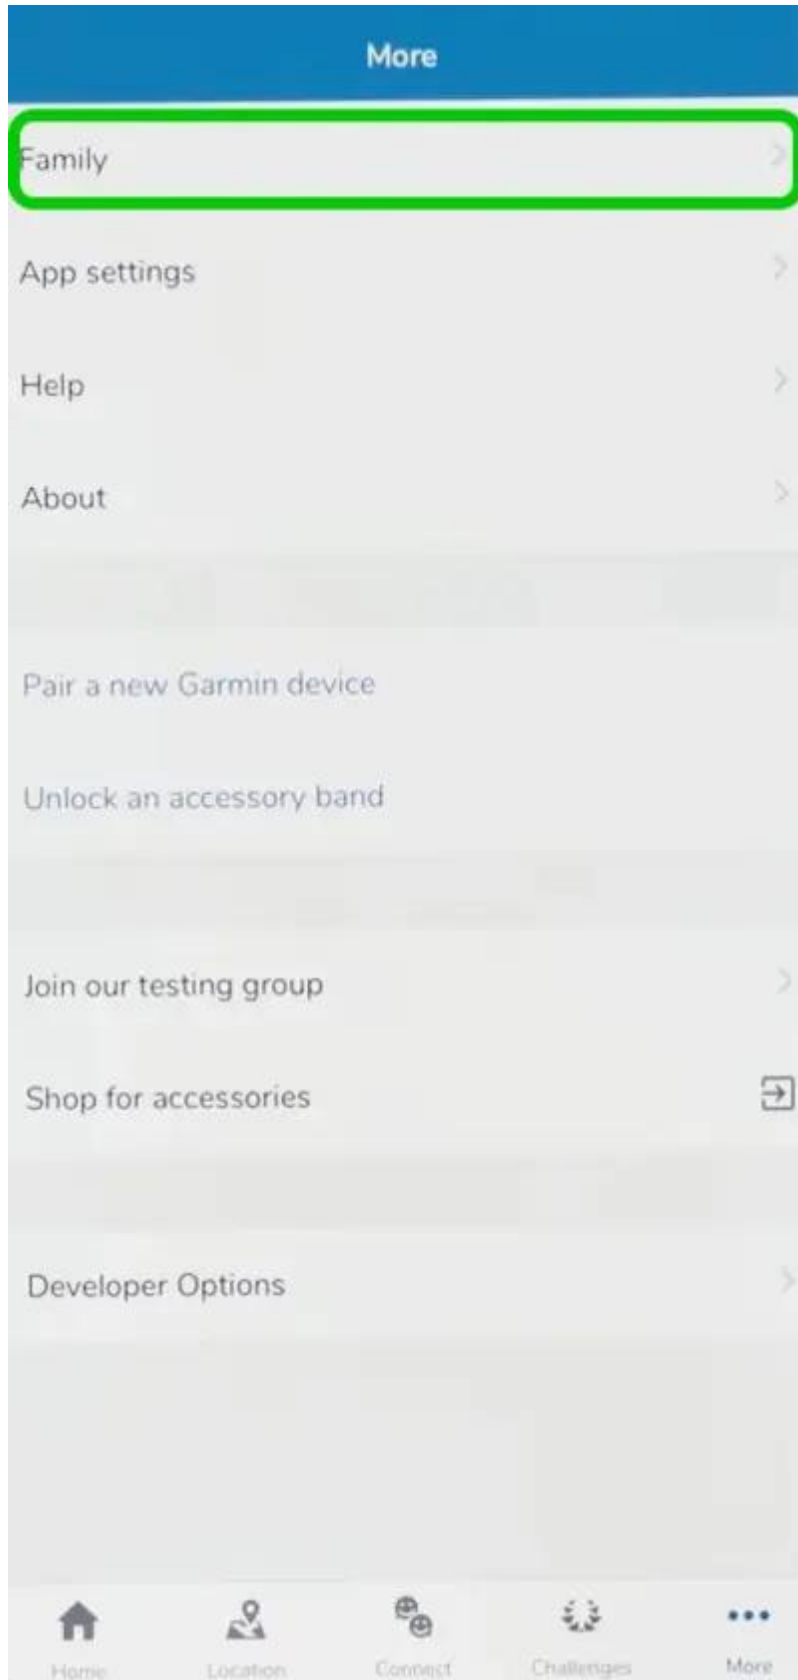 More
Family
App settings
Help
About
Pair a new Garmin device
Unlock an accessory band
Join our testing group
Shop for accessories
Developer Options
Home
Location
Connect
Challenges
More